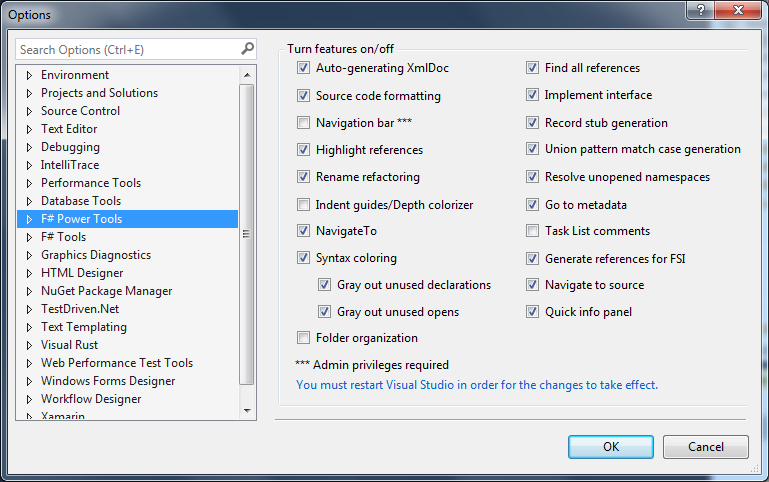 Options
Search Options (Ctrl+E)
Environment
Projects and Solutions
Source Control
Text Editor
Debugging
IntelliTrace
Performance Tools
Database Tools
F# Power Tools
F# Tools
Graphics Diagnostics
HTML Designer
NuGet Package Manager
TestDriven.Net
Text Templating
Visual Rust
Web Performance Test Tools
Windows Forms Designer
Workflow Designer
Xamarin
Turn features on/off
Auto-generating XmlDoc
Source code formatting
Navigation bar ***
Highlight references
Rename refactoring
Indent guides/Depth colorizer
NavigateTo
Syntax coloring
Gray out unused declarations
Gray out unused opens
Folder organization
Find all references
Implement interface
Record stub generation
Union pattern match case generation
Resolve unopened namespaces
Go to metadata
Task List comments
Generate references for FSI
Navigate to source
Quick info panel
*** Admin privileges required
You must restart Visual Studio in order for the changes to take effect.
OK
Cancel